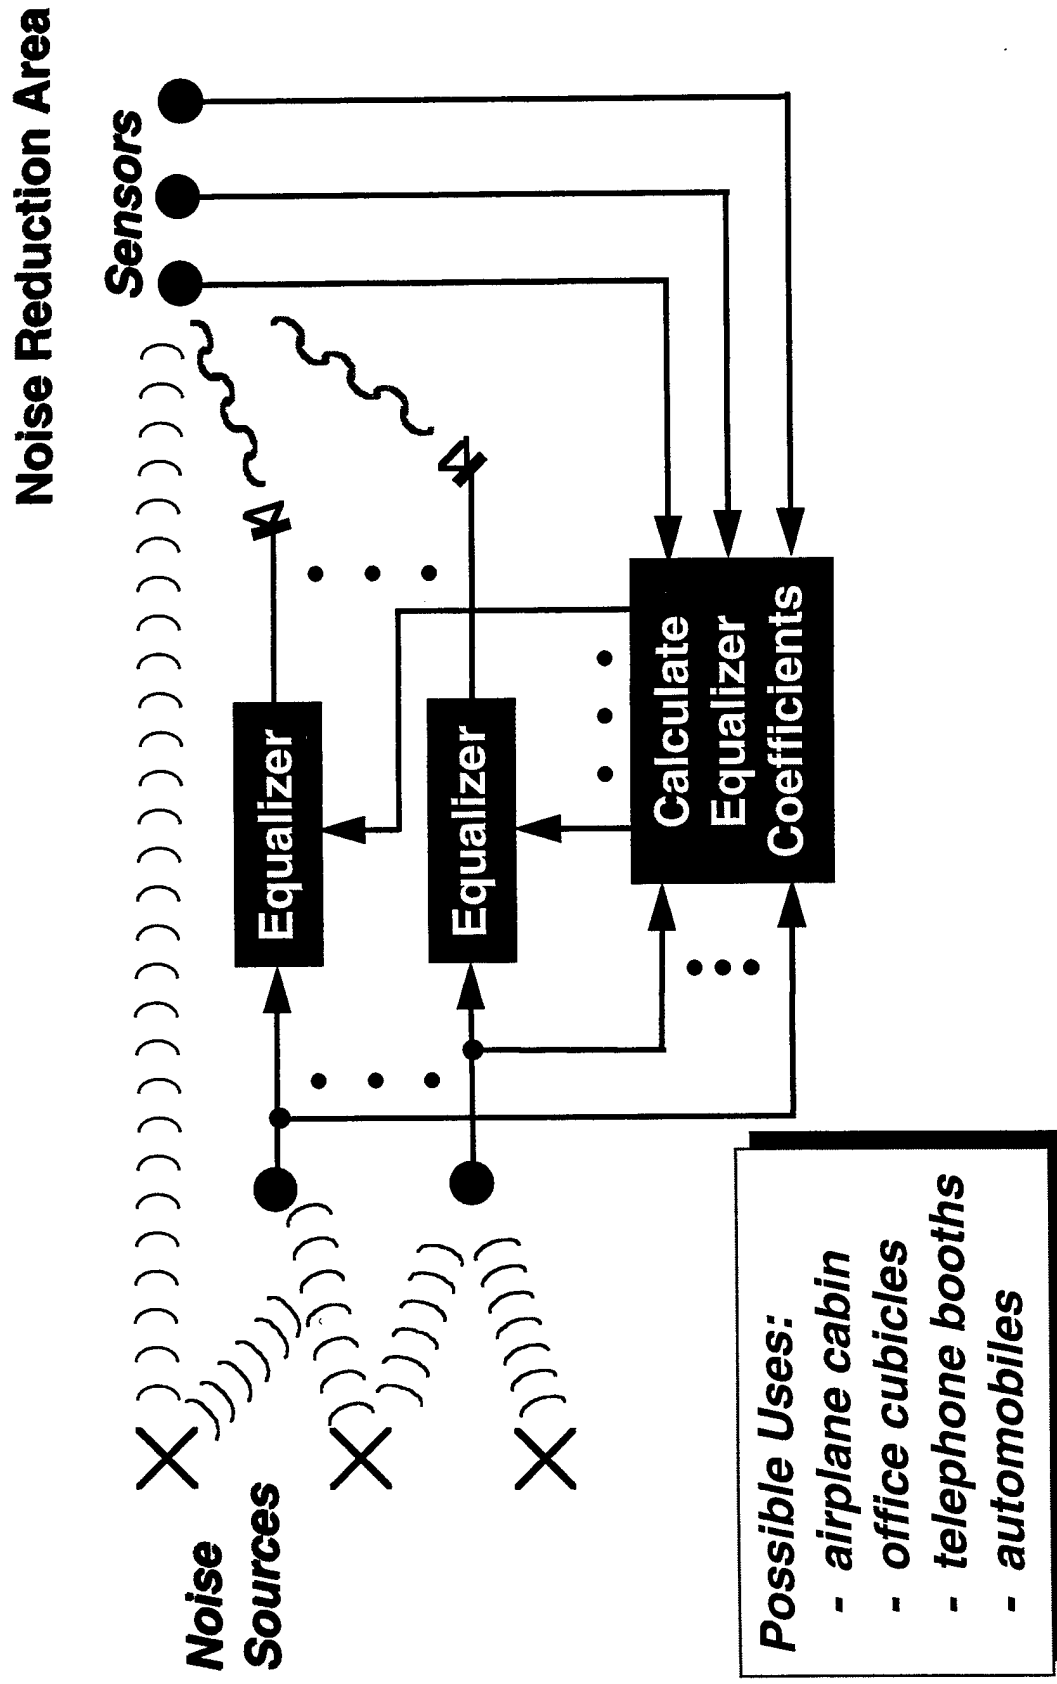 Noise Reduction Area
Sensors
Noise
Sources
Equalizer
Equalizer
Calculate
Equalizer
Coefficients
Possible Uses:
- airplane cabin
- office cubicles
- telephone booths
- automobiles